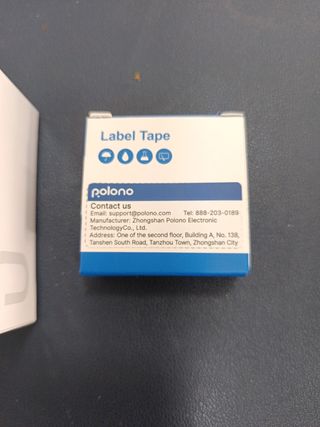 Label Tape
polono
Contact us
Email: support@polono.com Tel: 888-203-0189
Manufacturer: Zhongshan Polono Electronic
TechnologyCo., Ltd.
Address: One of the second floor, Building A, No. 138,
Tanshen South Road, Tanzhou Town, Zhongshan City